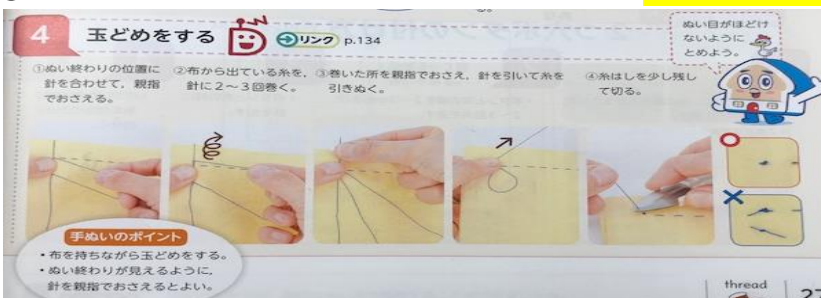 4 玉どめをする リンク p.134
ぬい目がほどけ
ないように
とめよう。
①ぬい終わりの位置に
針を合わせて，親指
でおさえる。
②布から出ている糸を，
針に2～3回巻く。
③巻いた所を親指でおさえ，針を引いて糸を
引きぬく。
④糸はしを少し残し
て切る。
手ぬいのポイント
・布を持ちながら玉どめをする。
・ぬい終わりが見えるように，
針を親指でおさえるとよい。
thread
27